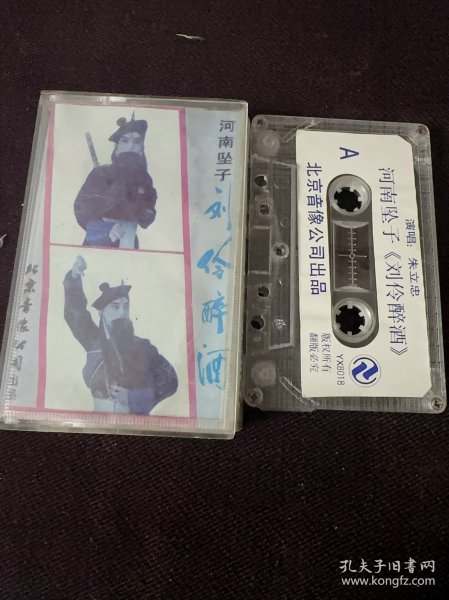 河南坠子
刘伶醉酒
北京音像公司出版
A
演唱：朱立忠
河南坠子《刘伶醉酒》
北京音像公司出品
版权所有
翻版必究
YX8018
孔夫子旧书网
www.kongfz.com